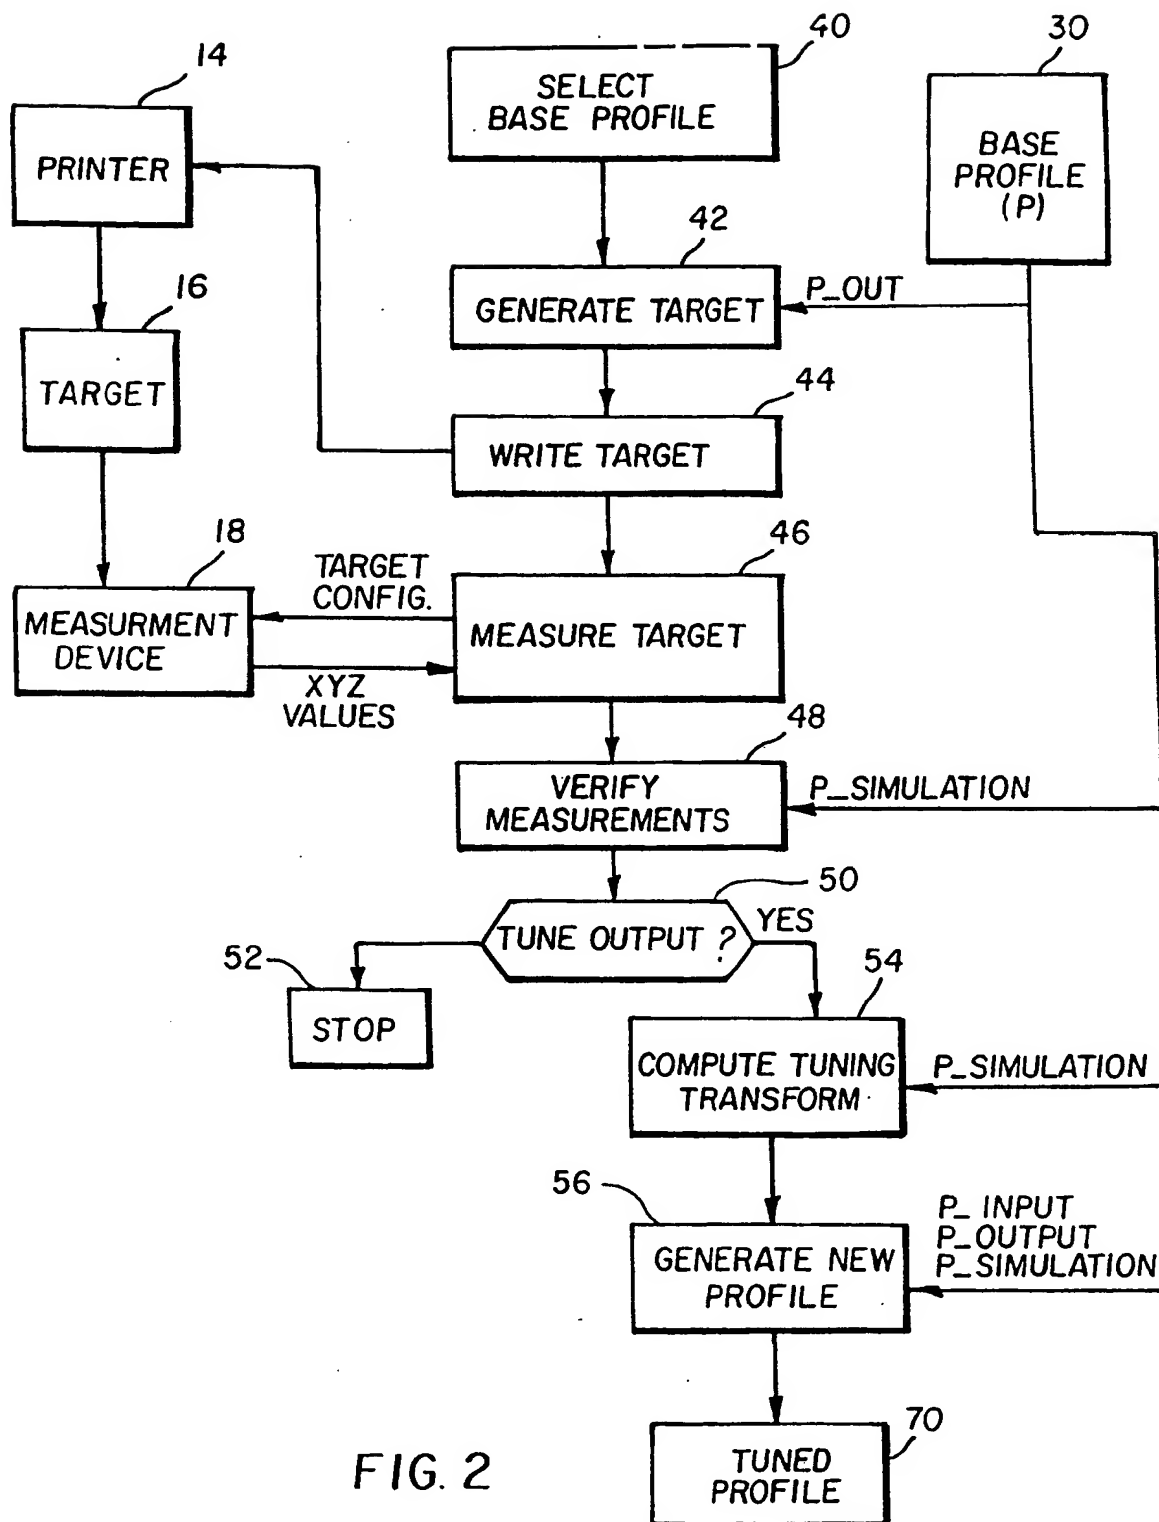 40
30
14
SELECT
BASE PROFILE
PRINTER
BASE
PROFILE
(P)
42
16
P_OUT
GENERATE TARGET
TARGET
44
WRITE TARGET
18
46
TARGET
CONFIG.
MEASURMENT
DEVICE
MEASURE TARGET
XYZ
VALUES
48
VERIFY
MEASUREMENTS
P_SIMULATION
50
TUNE OUTPUT ?
YES
52
54
STOP
COMPUTE TUNING
TRANSFORM
P_SIMULATION
56
P_ INPUT
P_OUTPUT
P_SIMULATION
GENERATE NEW
PROFILE
70
TUNED
PROFILE
FIG. 2